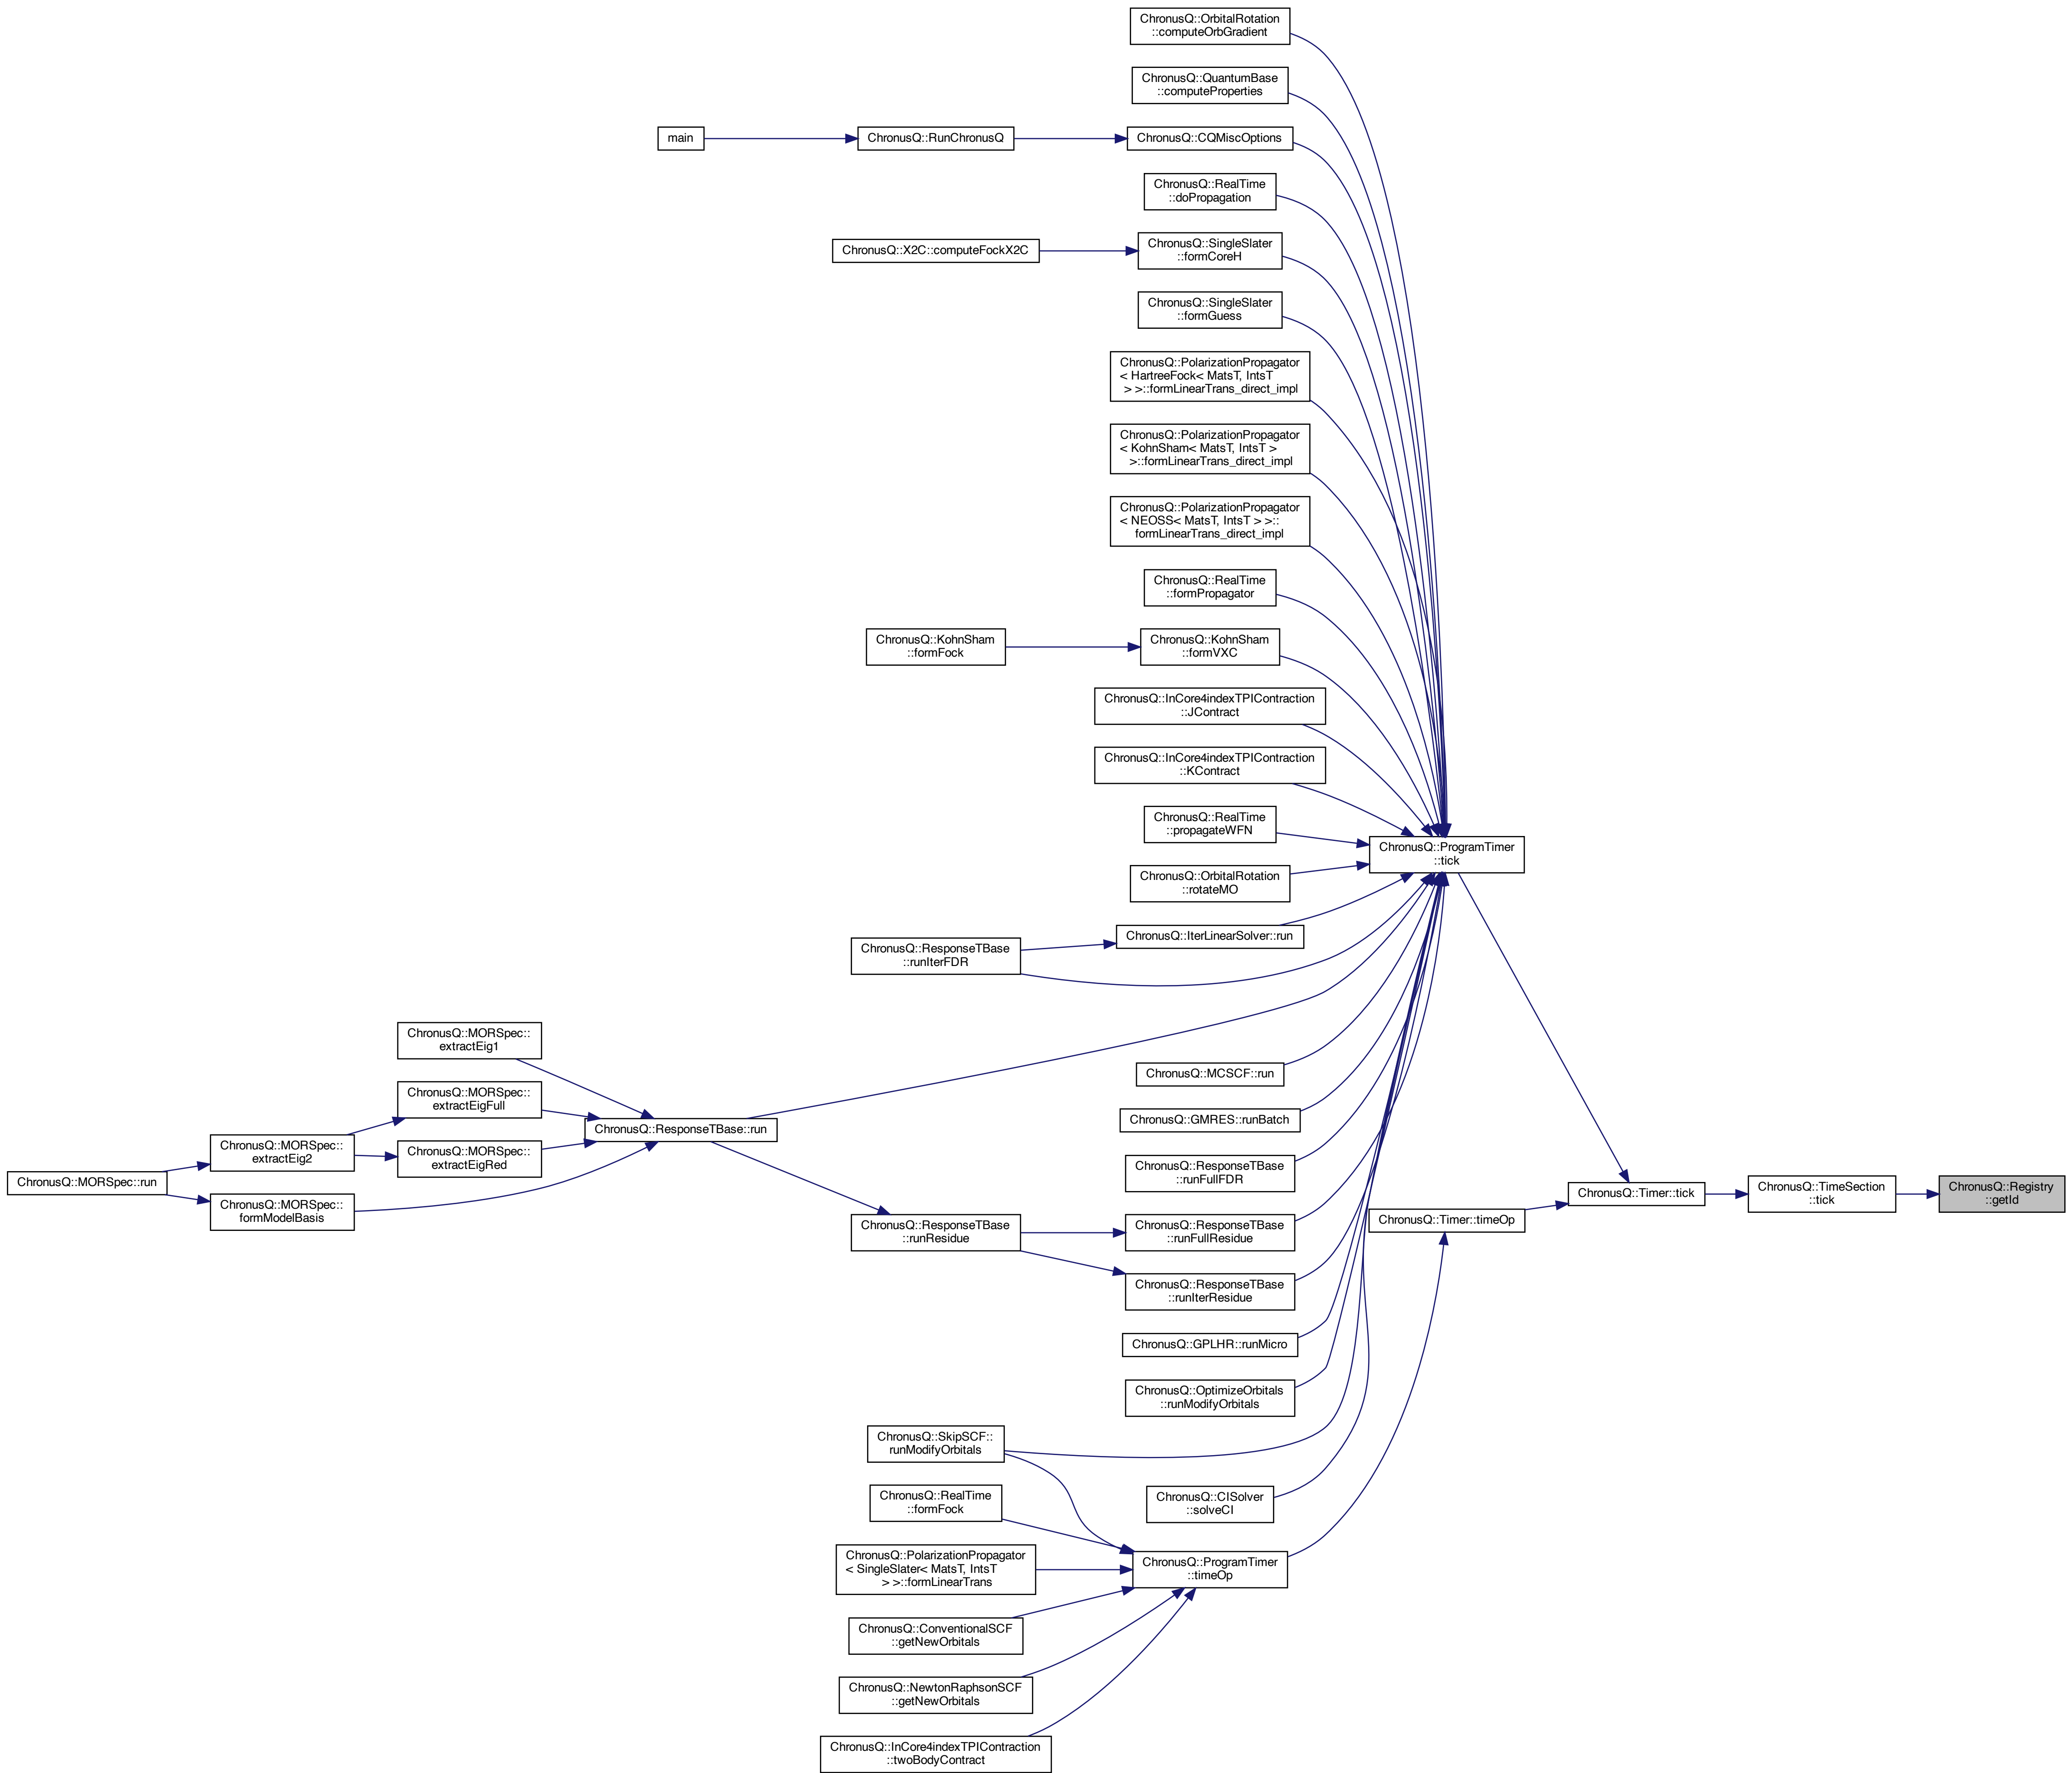 ChronusQ::OrbitalRotation
::computeOrbGradient
ChronusQ::QuantumBase
::computeProperties
main
ChronusQ::RunChronusQ
ChronusQ::CQMiscOptions
ChronusQ::RealTime
::doPropagation
ChronusQ::X2C::computeFockX2C
ChronusQ::SingleSlater
::formCoreH
ChronusQ::SingleSlater
::formGuess
ChronusQ::PolarizationPropagator
< HartreeFock< MatsT, IntsT
> >::formLinearTrans_direct_impl
ChronusQ::PolarizationPropagator
< KohnSham< MatsT, IntsT >
>::formLinearTrans_direct_impl
ChronusQ::PolarizationPropagator
< NEOSS< MatsT, IntsT > >::
formLinearTrans_direct_impl
ChronusQ::RealTime
::formPropagator
ChronusQ::KohnSham
::formFock
ChronusQ::KohnSham
::formVXC
ChronusQ::InCore4indexTPIContraction
::JContract
ChronusQ::InCore4indexTPIContraction
::KContract
ChronusQ::RealTime
::propagateWFN
ChronusQ::ProgramTimer
::tick
ChronusQ::OrbitalRotation
::rotateMO
ChronusQ::IterLinearSolver::run
ChronusQ::ResponseTBase
::runIterFDR
ChronusQ::MORSpec::
extractEig1
ChronusQ::MCSCF::run
ChronusQ::MORSpec::
extractEigFull
ChronusQ::GMRES::runBatch
ChronusQ::ResponseTBase::run
ChronusQ::MORSpec::
extractEig2
ChronusQ::MORSpec::
extractEigRed
ChronusQ::ResponseTBase
::runFullFDR
ChronusQ::MORSpec::run
ChronusQ::MORSpec::
formModelBasis
ChronusQ::Timer::tick
ChronusQ::TimeSection
::tick
ChronusQ::Registry
::getId
ChronusQ::Timer::timeOp
ChronusQ::ResponseTBase
::runResidue
ChronusQ::ResponseTBase
::runFullResidue
ChronusQ::ResponseTBase
::runIterResidue
ChronusQ::GPLHR::runMicro
ChronusQ::OptimizeOrbitals
::runModifyOrbitals
ChronusQ::SkipSCF::
runModifyOrbitals
ChronusQ::RealTime
::formFock
ChronusQ::CISolver
::solveCI
ChronusQ::PolarizationPropagator
< SingleSlater< MatsT, IntsT
> >::formLinearTrans
ChronusQ::ProgramTimer
::timeOp
ChronusQ::ConventionalSCF
::getNewOrbitals
ChronusQ::NewtonRaphsonSCF
::getNewOrbitals
ChronusQ::InCore4indexTPIContraction
::twoBodyContract